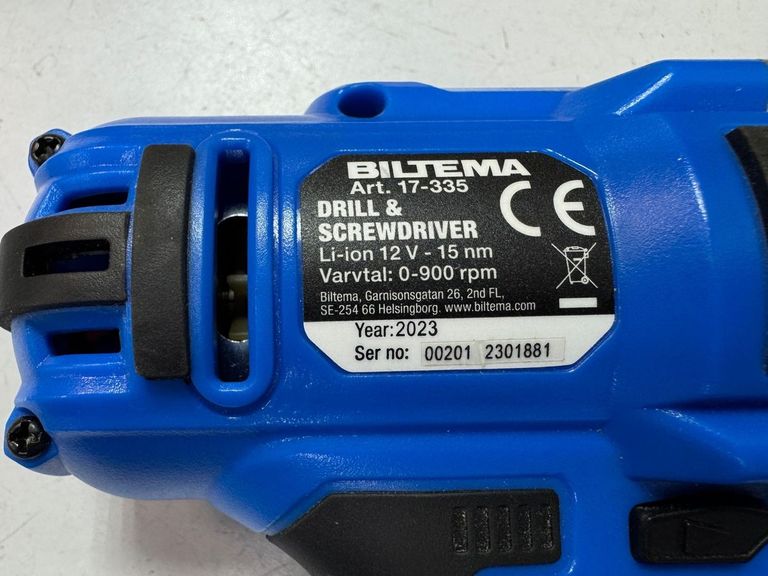 BILTEMA
Art. 17-335
DRILL &
SCREWDRIVER
Li-ion 12 V - 15 nm
Varvtal: 0-900 rpm
Biltema, Garnisonsgatan 26, 2nd FL,
SE-254 66 Helsingborg. www.biltema.com
CE
Year:2023
Ser no: 00201 2301881